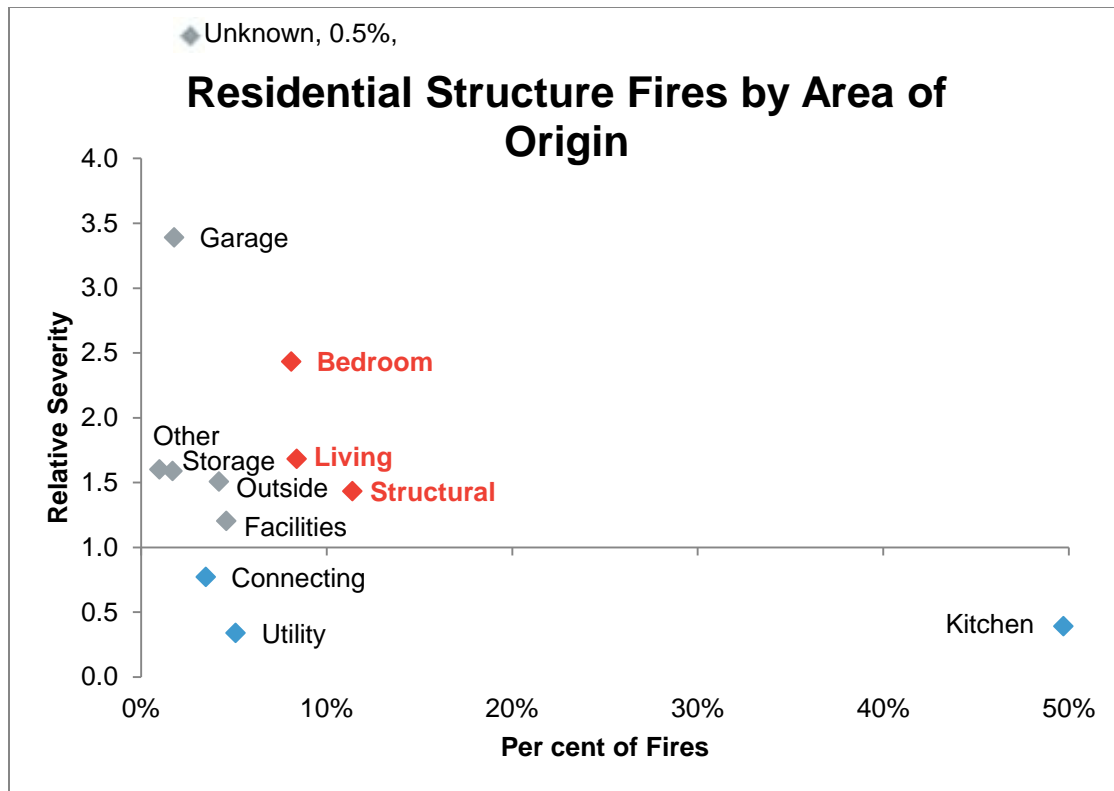 Unknown, 0.5%,
Residential Structure Fires by Area of
Origin
4.0
3.5
3.0
2.5
2.0
1.5
1.0
0.5
0.0
Relative Severity
Garage
Bedroom
Other
Storage
Living
Outside
Structural
Facilities
Connecting
Utility
Kitchen
0% 10% 20% 30% 40% 50%
Per cent of Fires